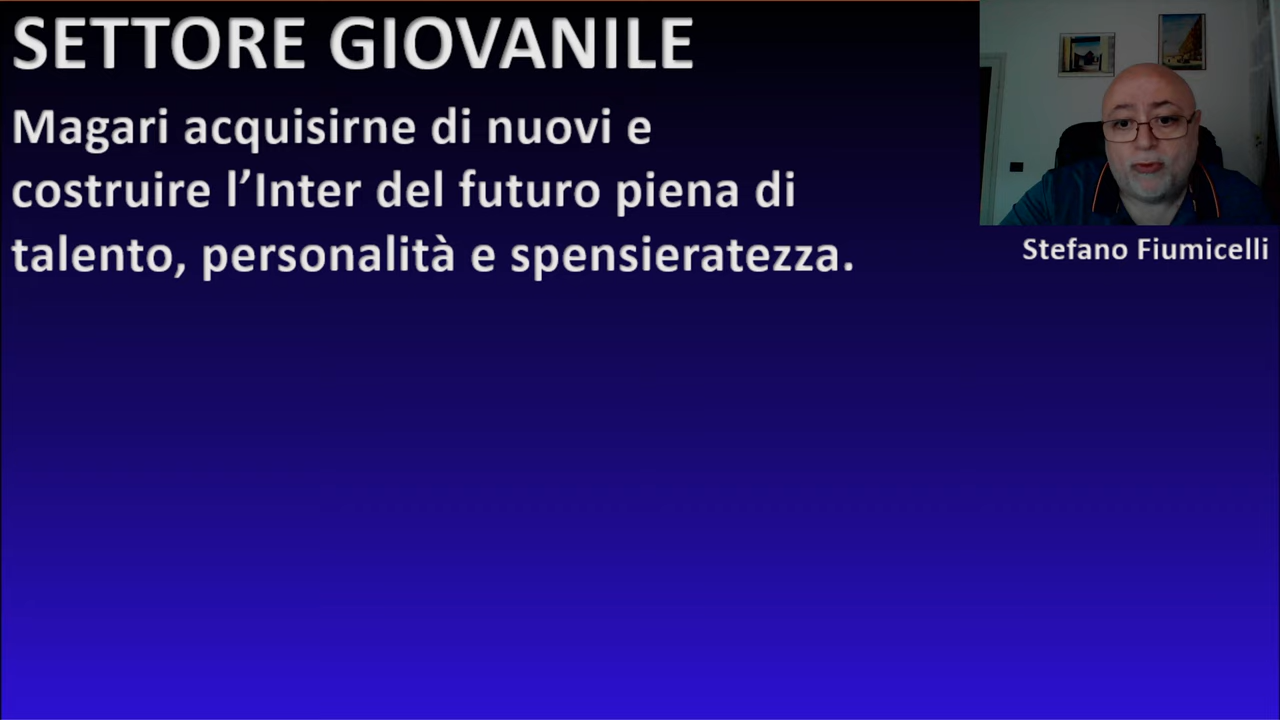 SETTORE GIOVANILE
Magari acquisirne di nuovi e
costruire l’Inter del futuro piena di
talento, personalità e spensieratezza.
Stefano Fiumicelli